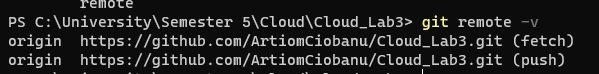 remote
PS C:\University\Semester 5\Cloud\Cloud_Lab3> git remote -v
origin  https://github.com/ArtiomCiobanu/Cloud_Lab3.git (fetch)
origin  https://github.com/ArtiomCiobanu/Cloud_Lab3.git (push)